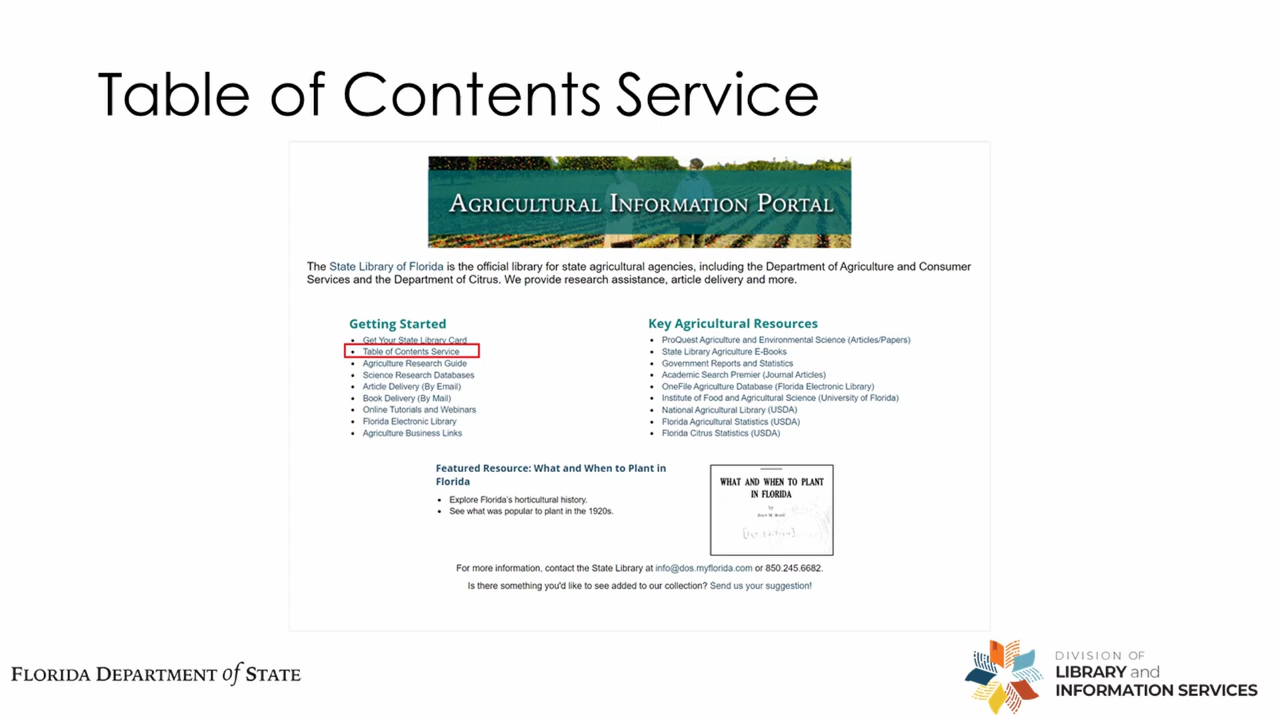 Table of Contents Service
AGRICULTURAL INFORMATION PORTAL
The State Library of Florida is the official library for state agricultural agencies, including the Department of Agriculture and Consumer
Services and the Department of Citrus. We provide research assistance, article delivery and more.
Getting Started
• Get Your State Library Card
• Table of Contents Service
• Agriculture Research Guide
• Science Research Databases
• Article Delivery (By Email)
• Book Delivery (By Mail)
• Online Tutorials and Webinars
• Florida Electronic Library
• Agriculture Business Links
Key Agricultural Resources
• ProQuest Agriculture and Environmental Science (Articles/Papers)
• State Library Agriculture E-Books
• Government Reports and Statistics
• Academic Search Premier (Journal Articles)
• OneFile Agriculture Database (Florida Electronic Library)
• Institute of Food and Agricultural Science (University of Florida)
• National Agricultural Library (USDA)
• Florida Agricultural Statistics (USDA)
• Florida Citrus Statistics (USDA)
Featured Resource: What and When to Plant in
Florida
• Explore Florida's horticultural history.
• See what was popular to plant in the 1920s.
WHAT AND WHEN TO PLANT
IN FLORIDA
by
For more information, contact the State Library at info@dos.myflorida.com or 850.245.6682.
Is there something you'd like to see added to our collection? Send us your suggestion!
FLORIDA DEPARTMENT of STATE
DIVISION OF
LIBRARY and
INFORMATION SERVICES